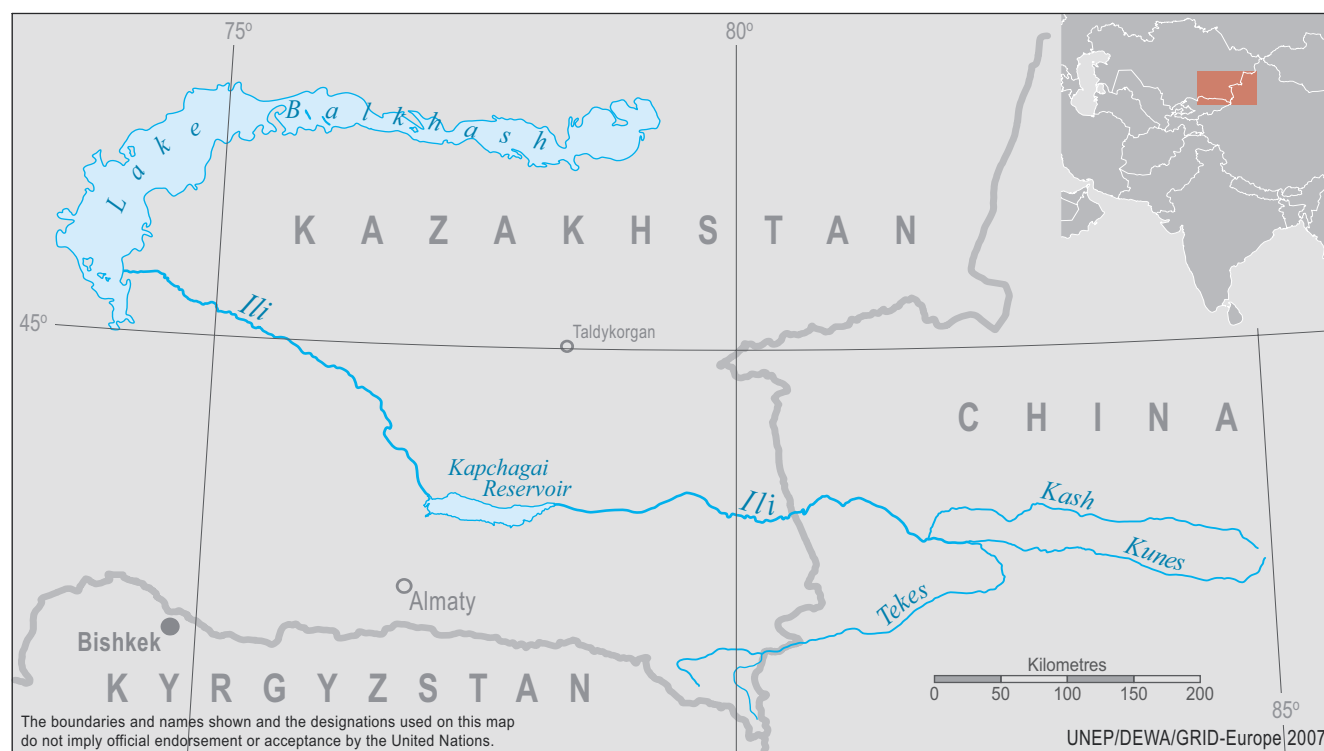 75º
80º
Lake Balkhash
KAZAKHSTAN
Ili
45º
Taldykorgan
CHINA
Kapchagai
Reservoir
Ili
Kash
Kunes
Tekes
Almaty
Bishkek
KYRGYZSTAN
Kilometres
0 50 100 150 200
85º
The boundaries and names shown and the designations used on this map
do not imply official endorsement or acceptance by the United Nations.
UNEP/DEWA/GRID-Europe 2007